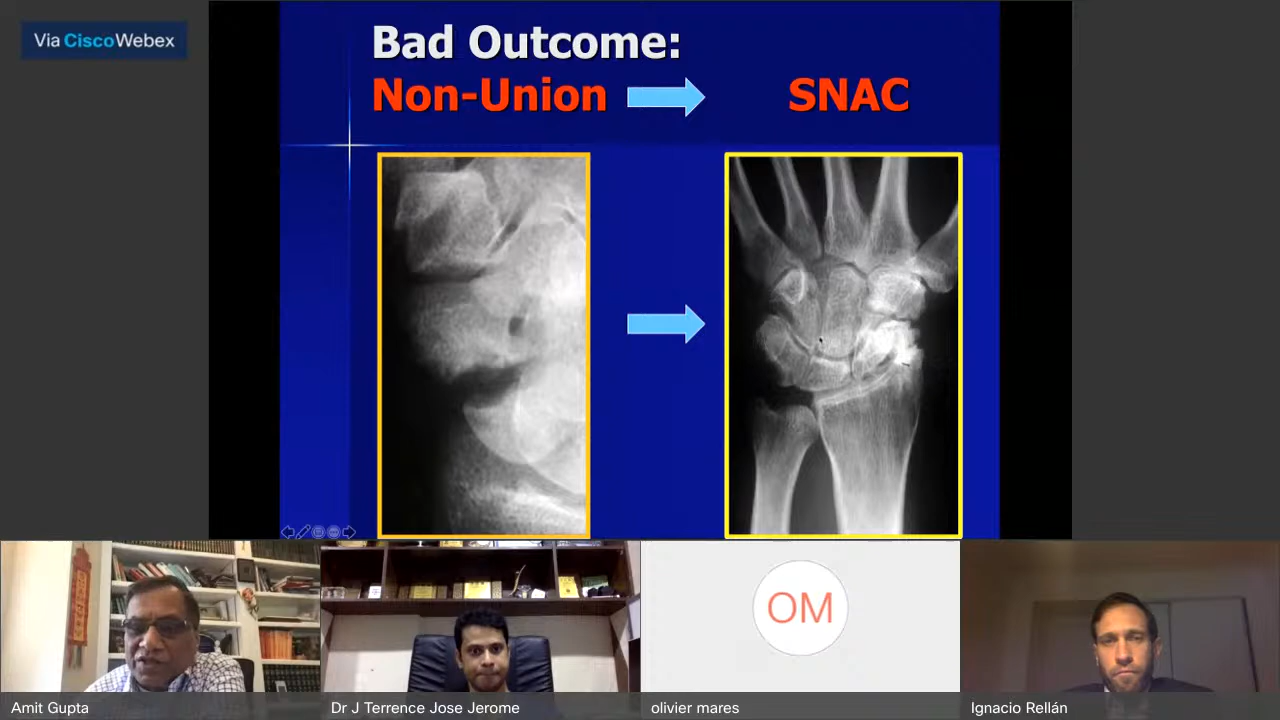 Via CiscoWebex
Bad Outcome:
Non-Union SNAC
OM
Amit Gupta
Dr J Terrence Jose Jerome
olivier mares
Ignacio Rellán